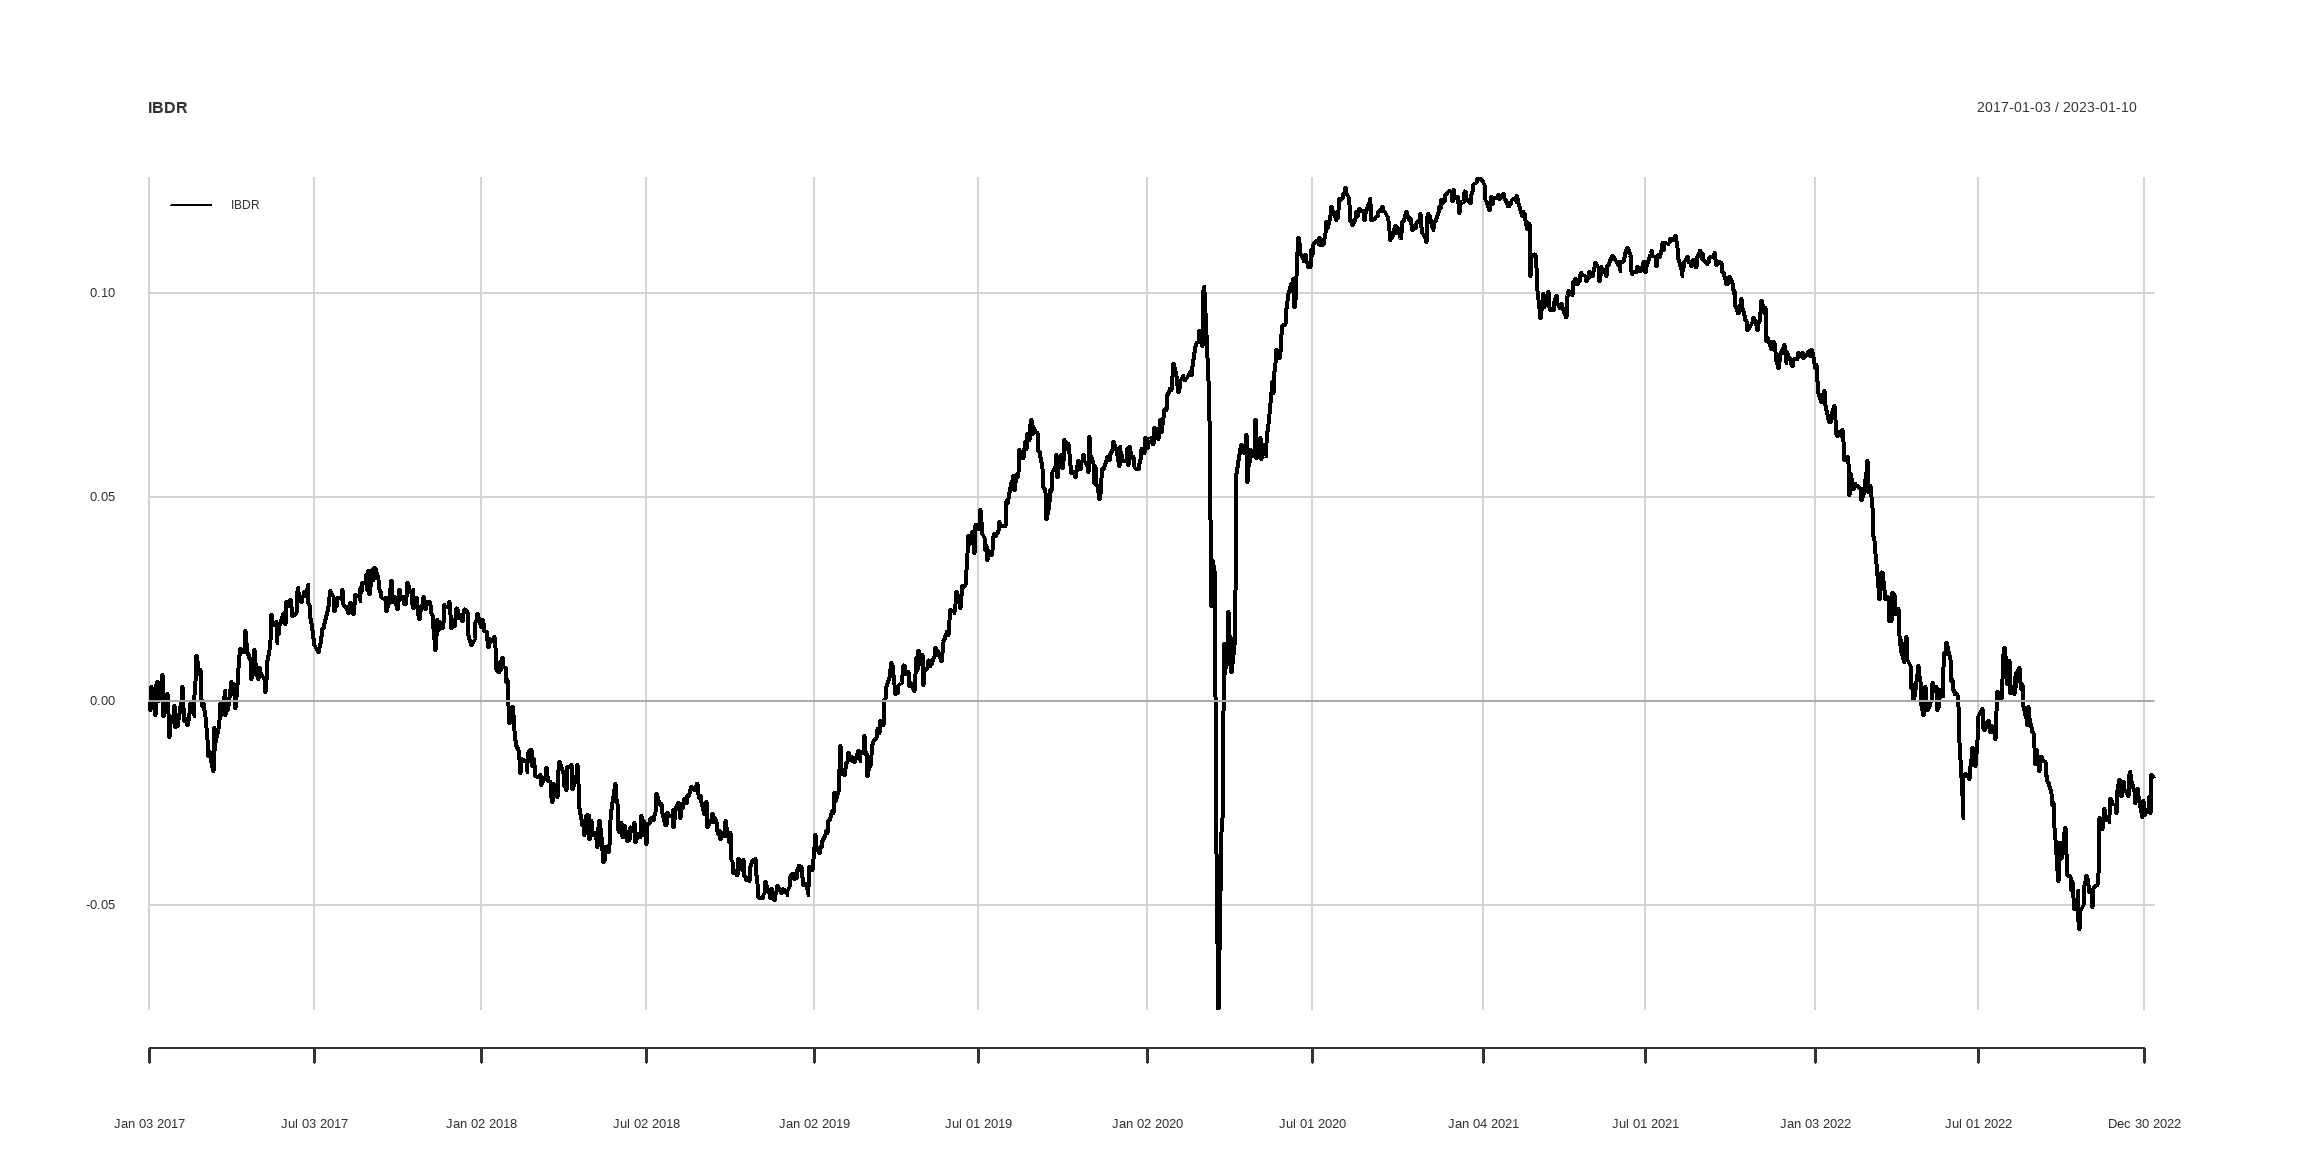 IBDR
2017-01-03 / 2023-01-10
IBDR
0.10
0.05
0.00
-0.05
Jan 03 2017
Jul 03 2017
Jan 02 2018
Jul 02 2018
Jan 02 2019
Jul 01 2019
Jan 02 2020
Jul 01 2020
Jan 04 2021
Jul 01 2021
Jan 03 2022
Jul 01 2022
Dec 30 2022